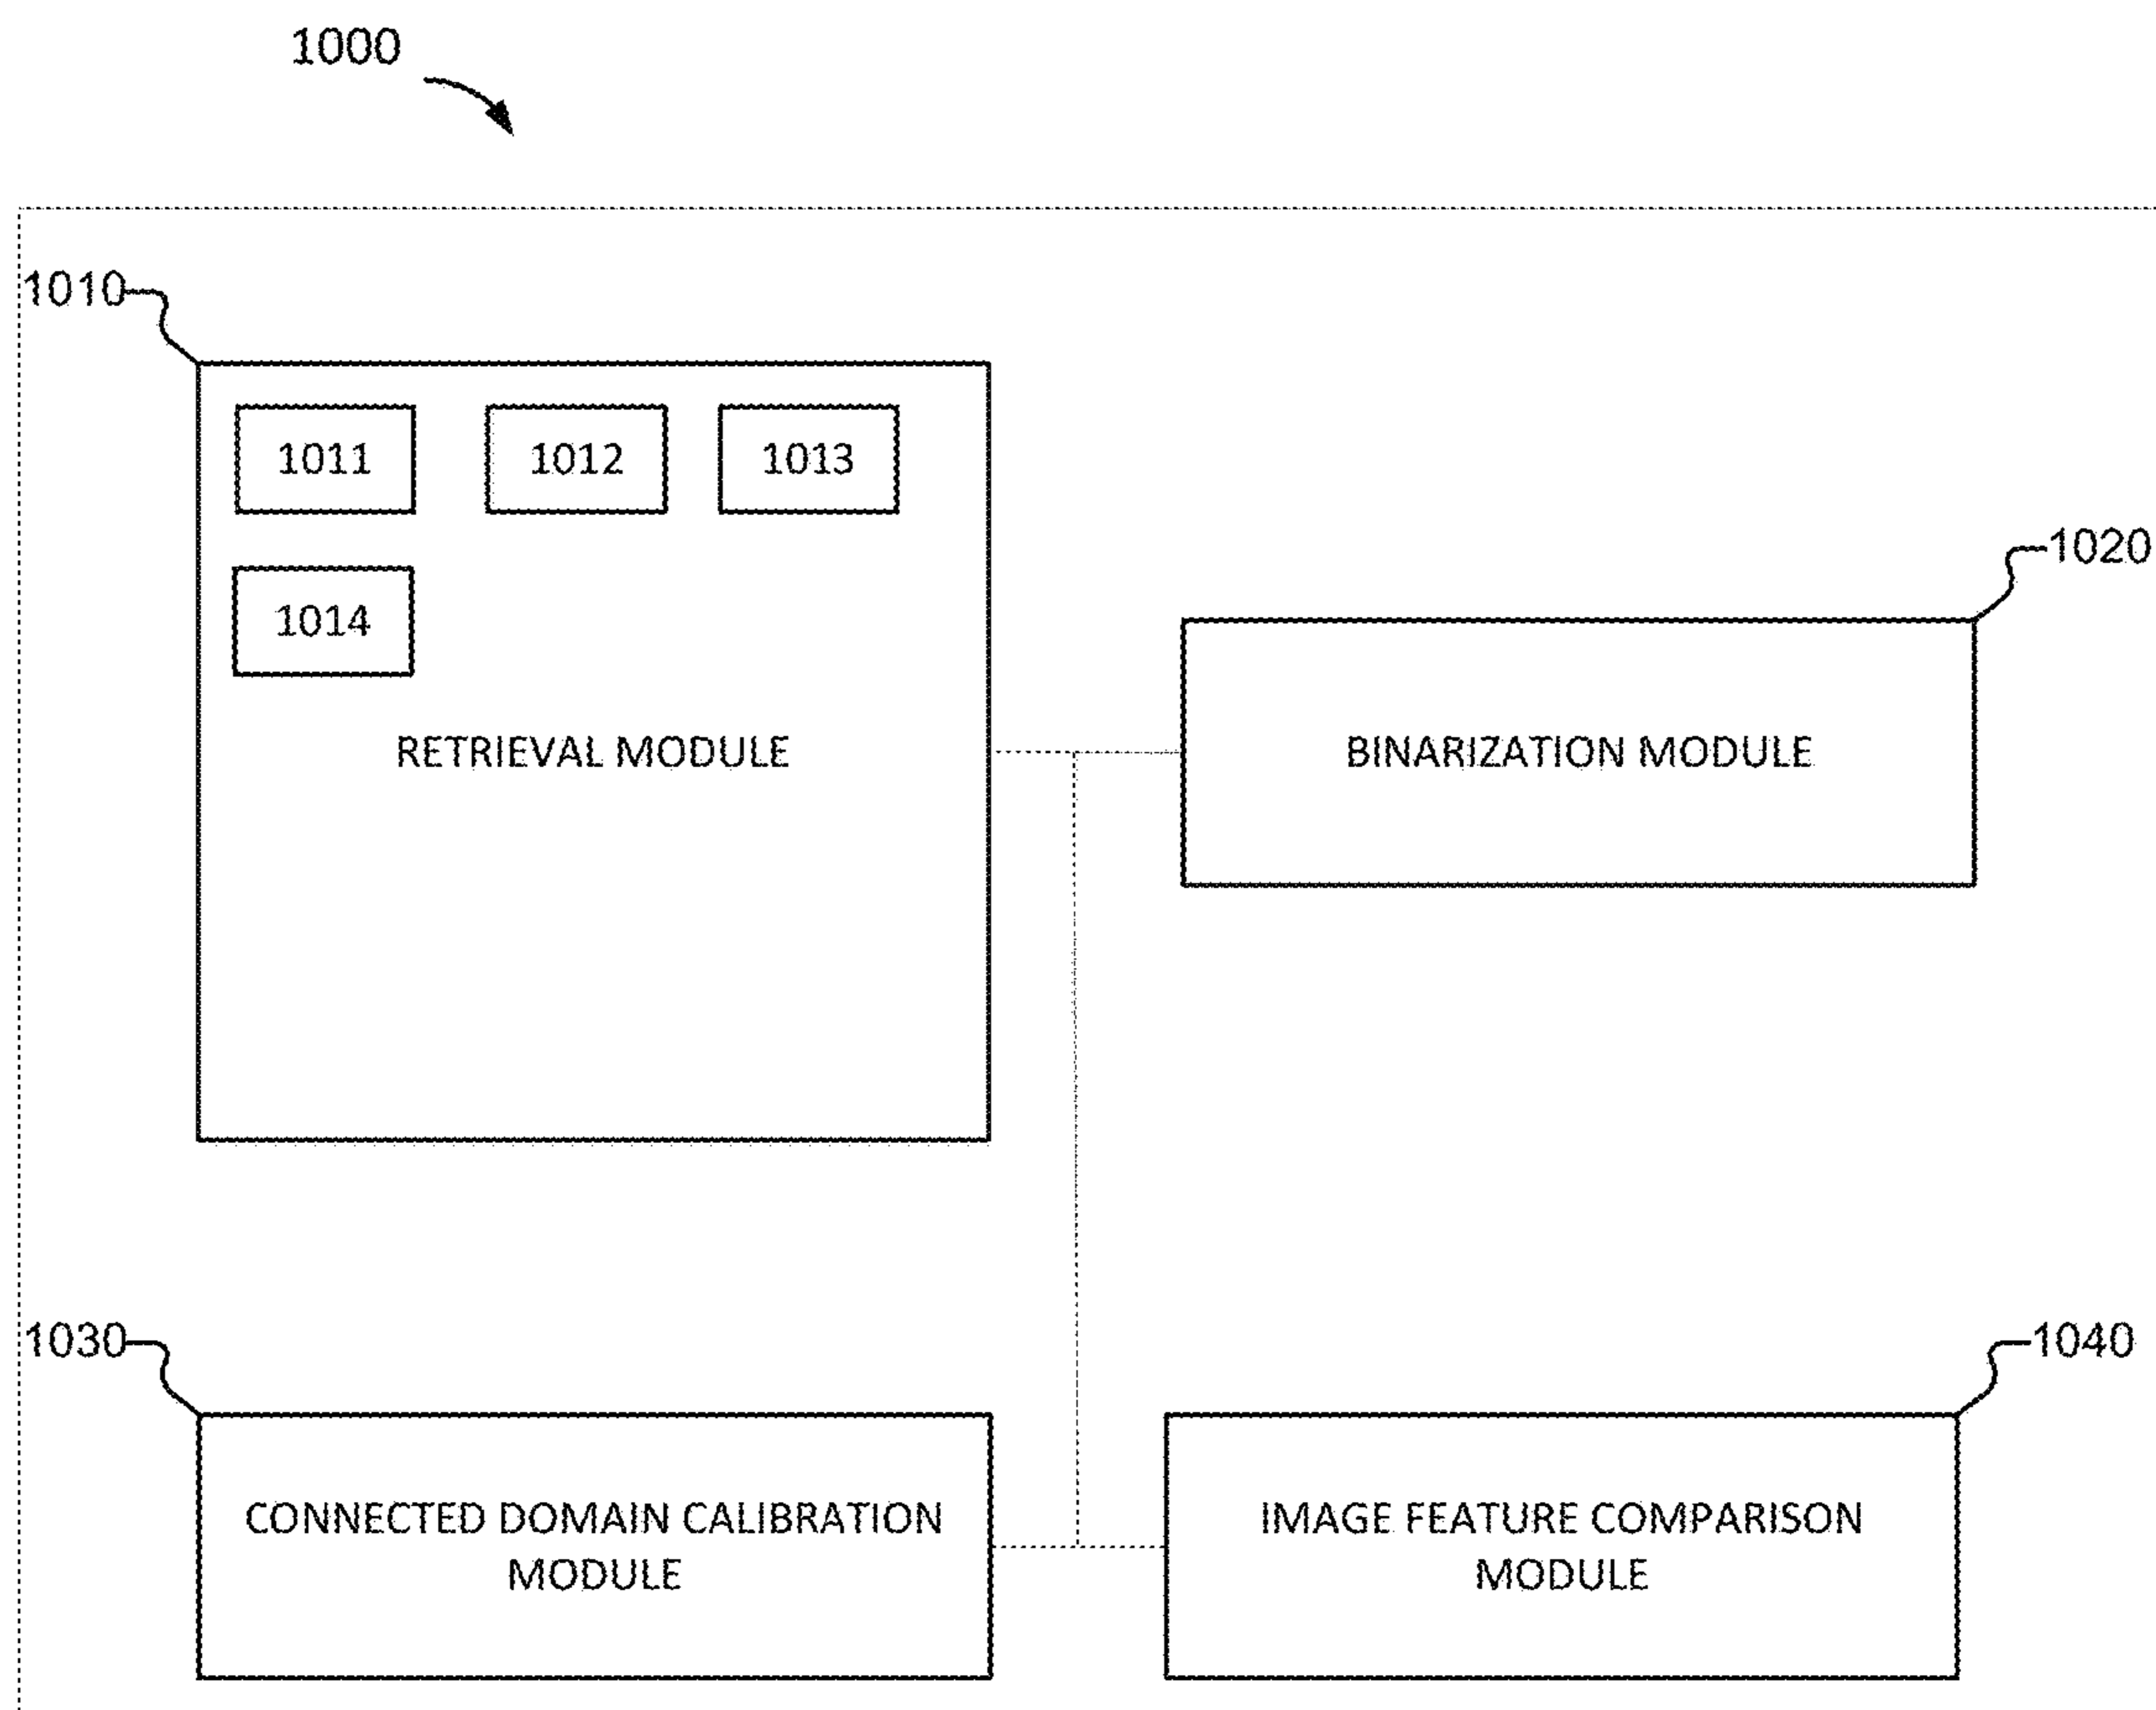 1000
1010
1011 1012 1013
1014
RETRIEVAL MODULE
1020
BINARIZATION MODULE
1030
CONNECTED DOMAIN CALIBRATION
MODULE
1040
IMAGE FEATURE COMPARISON
MODULE